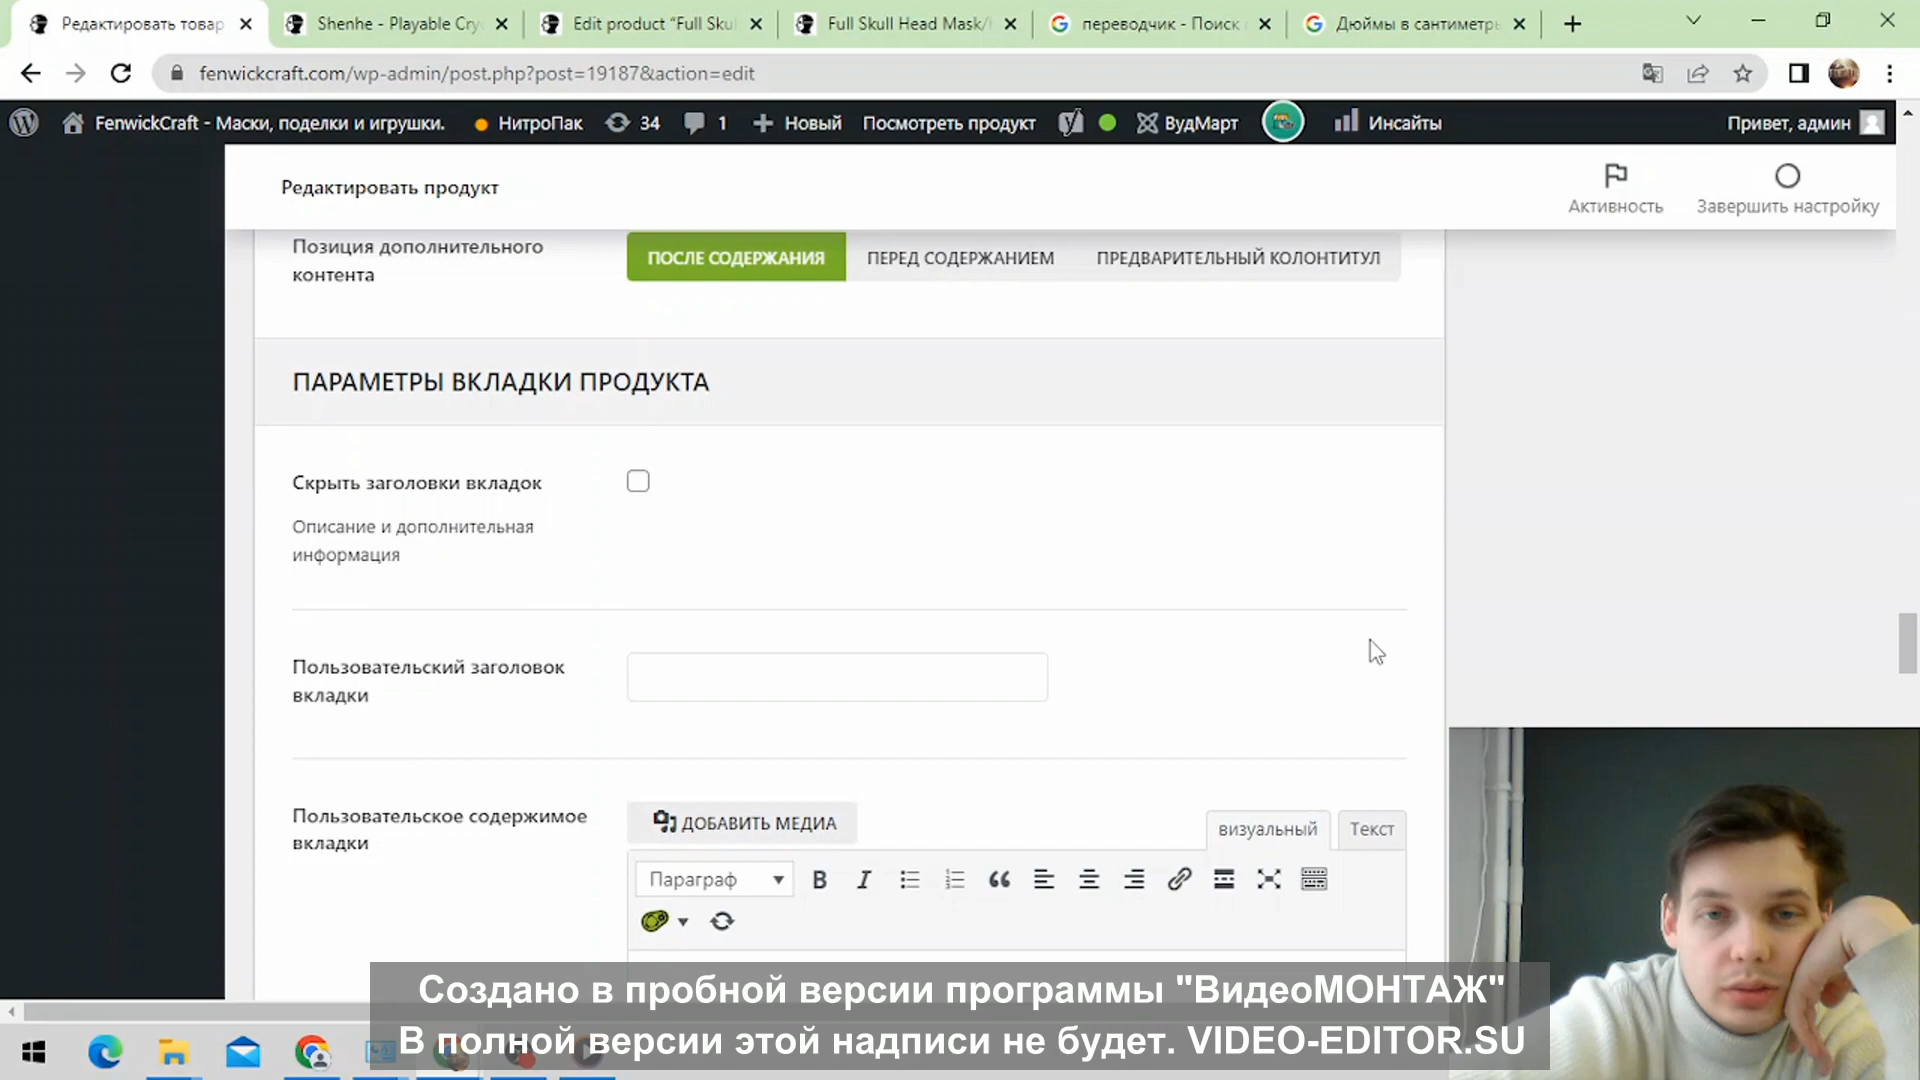 Редактировать товар
Shenhe - Playable Cry
Edit product "Full Sku
Full Skull Head Mask/
переводчик - Поиск
Дюймы в сантиметры
fenwickcraft.com/wp-admin/post.php?post=19187&action=edit
FenwickCraft - Маски, поделки и игрушки. НитроПак 34 1 Новый Посмотреть продукт ВудМарт Инсайты Привет, админ
Редактировать продукт
Активность
Завершить настройку
Позиция дополнительного
контента
ПОСЛЕ СОДЕРЖАНИЯ ПЕРЕД СОДЕРЖАНИЕМ ПРЕДВАРИТЕЛЬНЫЙ КОЛОНТИТУЛ
ПАРАМЕТРЫ ВКЛАДКИ ПРОДУКТА
Скрыть заголовки вкладок
Описание и дополнительная
информация
Пользовательский заголовок
вкладки
Пользовательское содержимое
вкладки
ДОБАВИТЬ МЕДИА
визуальный Текст
Параграф
Создано в пробной версии программы "ВидеоМОНТАЖ"
В полной версии этой надписи не будет. VIDEO-EDITOR.SU